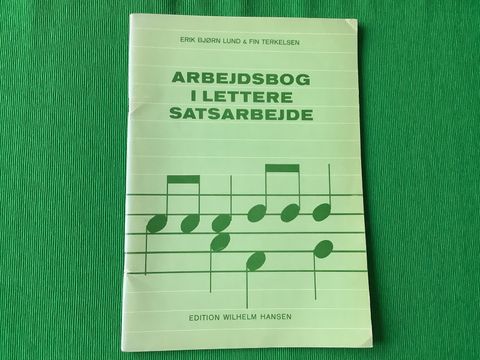 ERIK BJØRN LUND & FIN TERKELSEN
ARBEJDSBOG
I LETTERE
SATSARBEJDE
EDITION WILHELM HANSEN